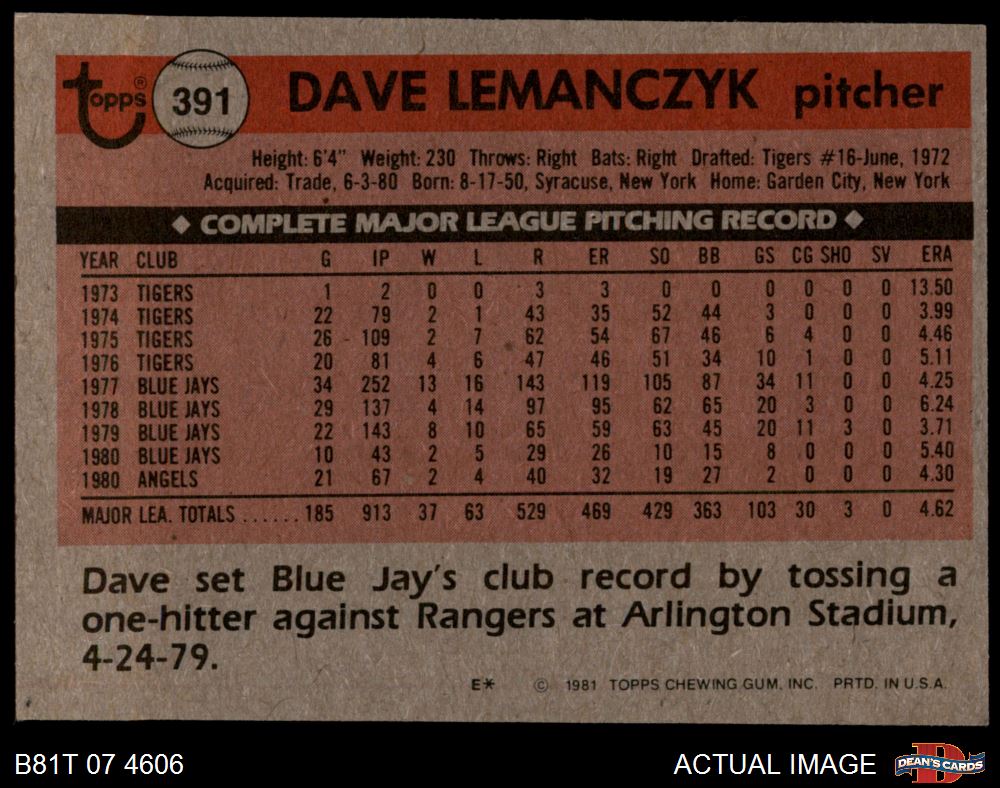 Topps® 391 DAVE LEMANCZYK pitcher
Height: 6'4" Weight: 230 Throws: Right Bats: Right Drafted: Tigers #16-June, 1972
Acquired: Trade, 6-3-80 Born: 8-17-50, Syracuse, New York Home: Garden City, New York
◆ COMPLETE MAJOR LEAGUE PITCHING RECORD ◆
YEAR CLUB G IP W L R ER SO BB GS CG SHO SV ERA
1973 TIGERS 1 2 0 0 3 3 0 0 0 0 0 0 13.50
1974 TIGERS 22 79 2 1 43 35 52 44 3 0 0 0 3.99
1975 TIGERS 26 109 2 7 62 54 67 46 6 4 0 0 4.46
1976 TIGERS 20 81 4 6 47 46 51 34 10 1 0 0 5.11
1977 BLUE JAYS 34 252 13 16 143 119 105 87 34 11 0 0 4.25
1978 BLUE JAYS 29 137 4 14 97 95 62 65 20 3 0 0 6.24
1979 BLUE JAYS 22 143 8 10 65 59 63 45 20 11 3 0 3.71
1980 BLUE JAYS 10 43 2 5 29 26 10 15 8 0 0 0 5.40
1980 ANGELS 21 67 2 4 40 32 19 27 2 0 0 0 4.30
MAJOR LEA. TOTALS ...... 185 913 37 63 529 469 429 363 103 30 3 0 4.62
Dave set Blue Jay's club record by tossing a
one-hitter against Rangers at Arlington Stadium,
4-24-79.
E* © 1981 TOPPS CHEWING GUM, INC. PRTD. IN U.S.A.
B81T 07 4606 ACTUAL IMAGE DEAN'S CARDS